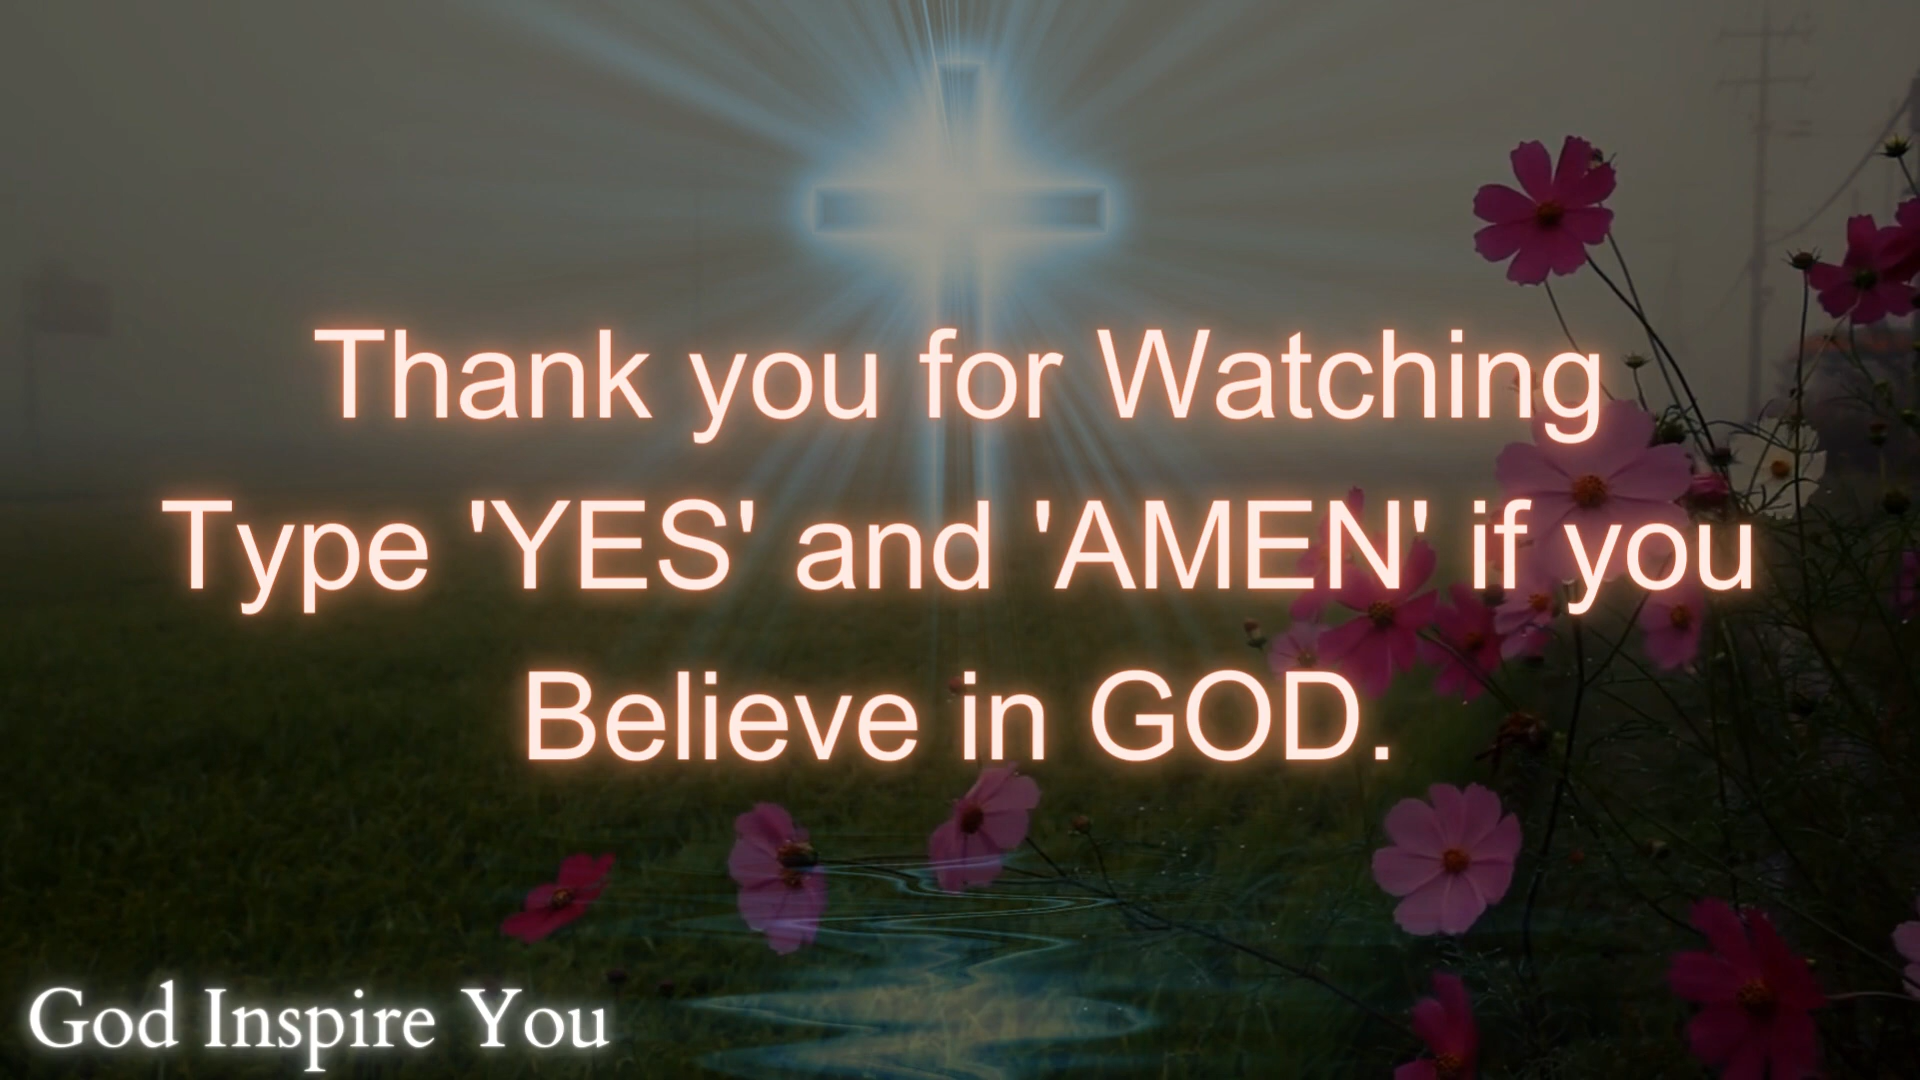 Thank you for Watching
Type 'YES' and 'AMEN' if you
Believe in GOD.
God Inspire You